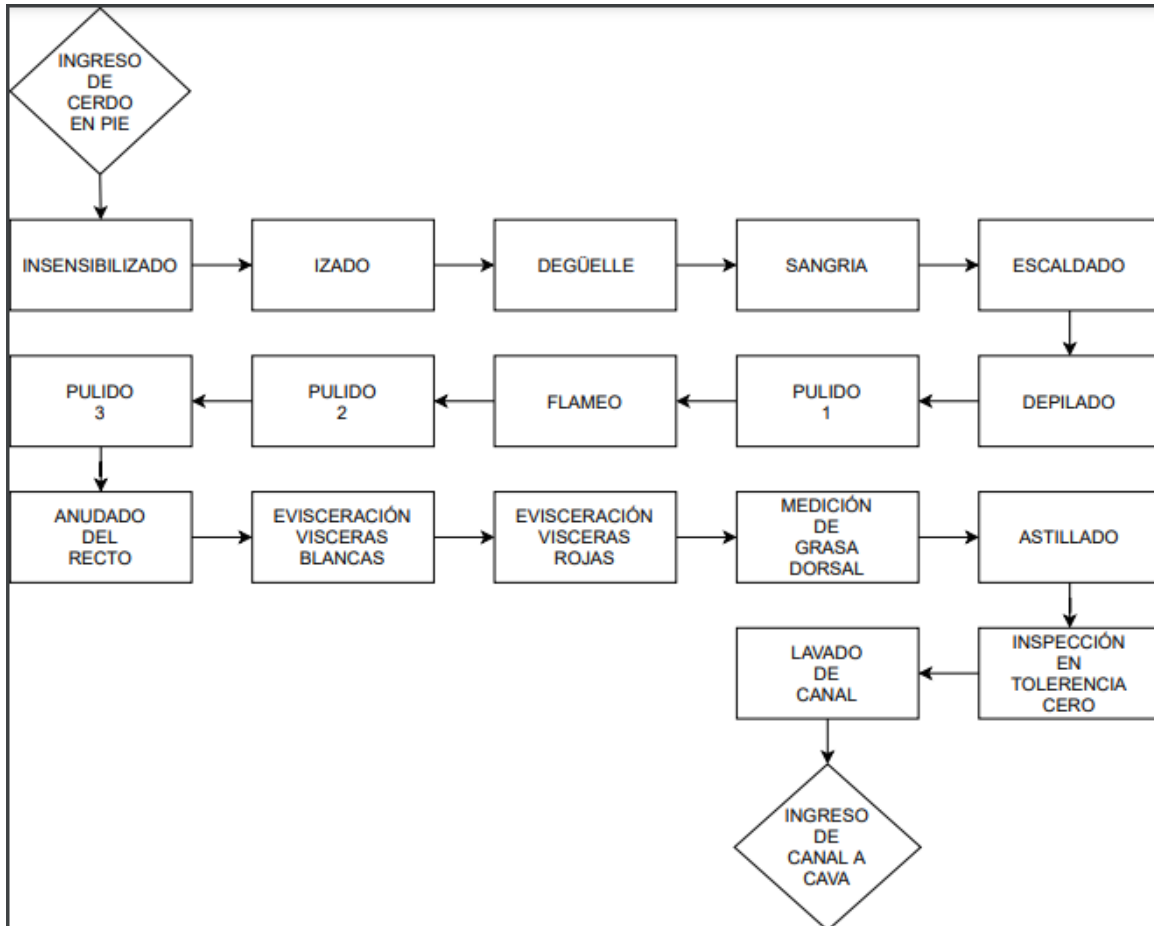 INGRESO
DE
CERDO
EN PIE
INSENSIBILIZADO
IZADO
DEGÜELLE
SANGRIA
ESCALDADO
DEPILADO
PULIDO
1
FLAMEO
PULIDO
2
PULIDO
3
ANUDADO
DEL
RECTO
EVISCERACIÓN
VISCERAS
BLANCAS
EVISCERACIÓN
VISCERAS
ROJAS
MEDICIÓN
DE
GRASA
DORSAL
ASTILLADO
INSPECCIÓN
EN
TOLERENCIA
CERO
LAVADO
DE
CANAL
INGRESO
DE
CANAL A
CAVA